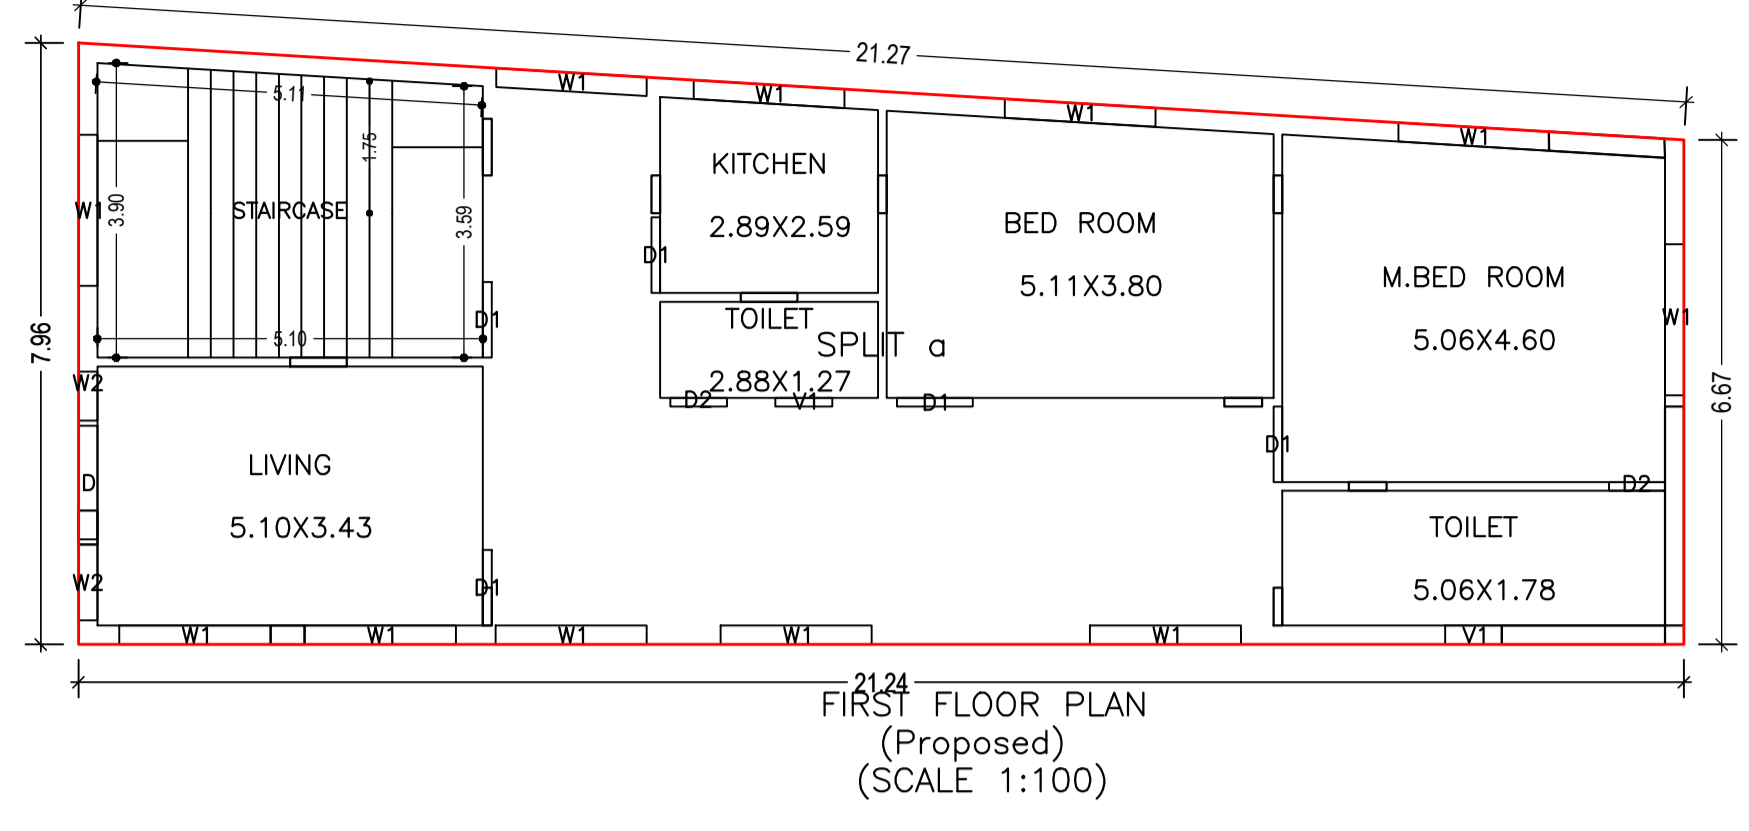 21.27
W1
W1
W1
W1
5.11
1.75
KITCHEN
2.89X2.59
STAIRCASE
W1
3.90
3.59
BED ROOM
5.11X3.80
D1
M.BED ROOM
5.06X4.60
W1
D1
5.10
7.96
TOILET
SPLIT a
2.88X1.27
W2
D2
V1
D1
6.67
D1
LIVING
5.10X3.43
D
D2
TOILET
5.06X1.78
W2
D1
W1
W1
W1
W1
W1
V1
21.24
FIRST FLOOR PLAN
(Proposed)
(SCALE 1:100)